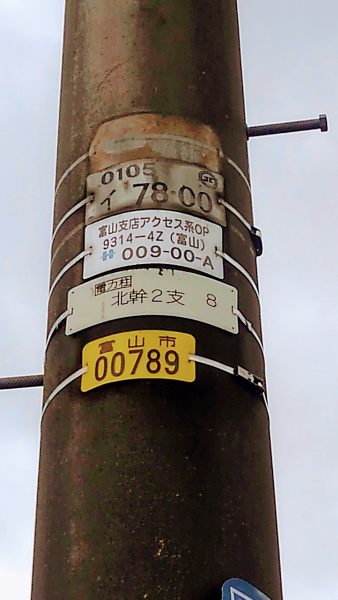 0105
イ 78-00
富山支店アクセス系OP
9314-4Z（富山）
009-00-A
電力柱
北幹2支 8
富山市
00789